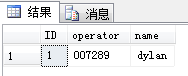 结果 消息
ID operator name
1 1 007289 dylan